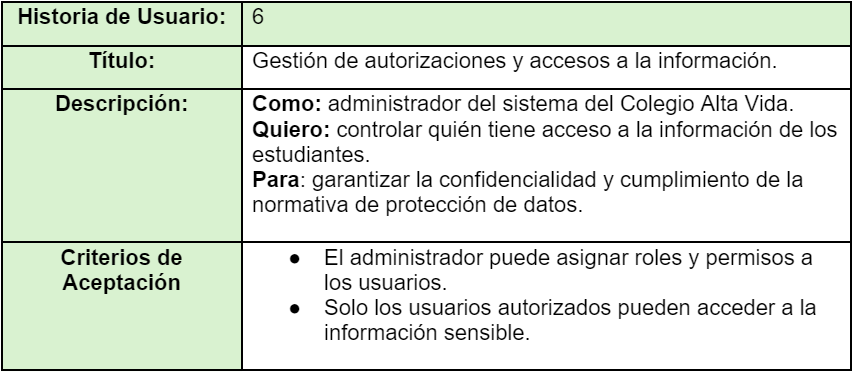 Historia de Usuario: 6
Título: Gestión de autorizaciones y accesos a la información.
Descripción: Como: administrador del sistema del Colegio Alta Vida.
Quiero: controlar quién tiene acceso a la información de los
estudiantes.
Para: garantizar la confidencialidad y cumplimiento de la
normativa de protección de datos.
Criterios de
Aceptación
● El administrador puede asignar roles y permisos a
los usuarios.
● Solo los usuarios autorizados pueden acceder a la
información sensible.